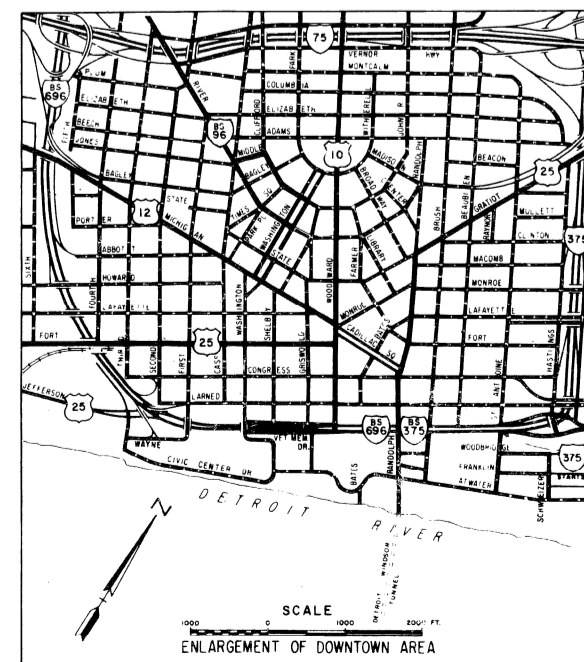 75
VERNOR HWY
MONTCALM
PARK
PLUM
BS 696
RIVER
COLUMBIA
ELIZABETH
ELIZABETH
CLIFFORD
WITHERELL
JOHN R
BS 96
ADAMS
BEECH
FIFTH
JONES
MIDDLE
10
MADISON
RANDOLPH
BEACON
BAGLEY
BAGLEY
BROADWAY
CENTER
25
12
STATE
MICHIGAN
TIMES SQ
PARK PL
WASHINGTON
BRUSH
BEAUBIEN
GRATIOT
MULLETT
PORTER
LIBRARY
CLINTON
375
ABBOTT
STATE
FARMER
MACOMB
SIXTH
FOURTH
HOWARD
WOODWARD
MONROE
MONROE
LAFAYETTE
WASHINGTON
SHELBY
CADILLAC SQ
BATES
LAFAYETTE
FORT
25
GRISWOLD
FORT
THIRD
SECOND
FIRST
CASS
CONGRESS
ST ANTOINE
HASTINGS
JEFFERSON
25
LARNED
BS 696
BS 375
WAYNE
VET MEM DR.
WOODBRIDGE
375
CIVIC CENTER DR
BATES
RANDOLPH
FRANKLIN
ATWATER
SCHWEIZER
DETROIT RIVER
N
DETROIT WINDSOR TUNNEL
SCALE
1000 0 1000 2000 FT.
ENLARGEMENT OF DOWNTOWN AREA